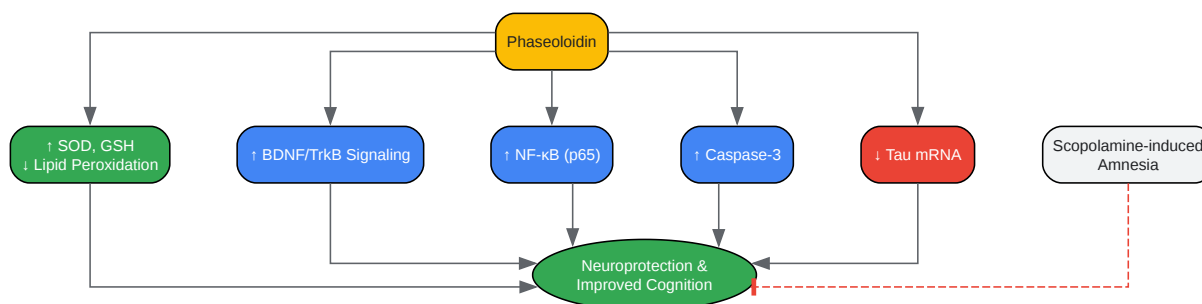 Phaseoloidin
↑ SOD, GSH
↓ Lipid Peroxidation
↑ BDNF/TrkB Signaling
↑ NF-κB (p65)
↑ Caspase-3
↓ Tau mRNA
Scopolamine-induced
Amnesia
Neuroprotection &
Improved Cognition